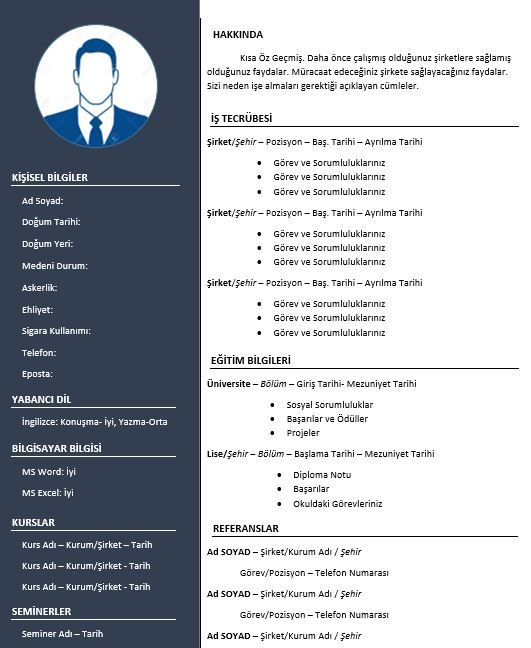 KİŞİSEL BİLGİLER
Ad Soyad:
Doğum Tarihi:
Doğum Yeri:
Medeni Durum:
Askerlik:
Ehliyet:
Sigara Kullanımı:
Telefon:
Eposta:
YABANCI DİL
İngilizce: Konuşma- İyi, Yazma-Orta
BİLGİSAYAR BİLGİSİ
MS Word: İyi
MS Excel: İyi
KURSLAR
Kurs Adı – Kurum/Şirket – Tarih
Kurs Adı – Kurum/Şirket - Tarih
Kurs Adı – Kurum/Şirket - Tarih
SEMİNERLER
Seminer Adı – Tarih
HAKKINDA
Kısa Öz Geçmiş. Daha önce çalışmış olduğunuz şirketlere sağlamış
olduğunuz faydalar. Müracaat edeceğiniz şirkete sağlayacağınız faydalar.
Sizi neden işe almaları gerektiği açıklayan cümleler.
İŞ TECRÜBESİ
Şirket/Şehir – Pozisyon – Baş. Tarihi – Ayrılma Tarihi
• Görev ve Sorumluluklarınız
• Görev ve Sorumluluklarınız
• Görev ve Sorumluluklarınız
Şirket/Şehir – Pozisyon – Baş. Tarihi – Ayrılma Tarihi
• Görev ve Sorumluluklarınız
• Görev ve Sorumluluklarınız
• Görev ve Sorumluluklarınız
Şirket/Şehir – Pozisyon – Baş. Tarihi – Ayrılma Tarihi
• Görev ve Sorumluluklarınız
• Görev ve Sorumluluklarınız
• Görev ve Sorumluluklarınız
EĞİTİM BİLGİLERİ
Üniversite – Bölüm – Giriş Tarihi- Mezuniyet Tarihi
• Sosyal Sorumluluklar
• Başarılar ve Ödüller
• Projeler
Lise/Şehir – Bölüm – Başlama Tarihi – Mezuniyet Tarihi
• Diploma Notu
• Başarılar
• Okuldaki Görevleriniz
REFERANSLAR
Ad SOYAD – Şirket/Kurum Adı / Şehir
Görev/Pozisyon – Telefon Numarası
Ad SOYAD – Şirket/Kurum Adı / Şehir
Görev/Pozisyon – Telefon Numarası
Ad SOYAD – Şirket/Kurum Adı / Şehir